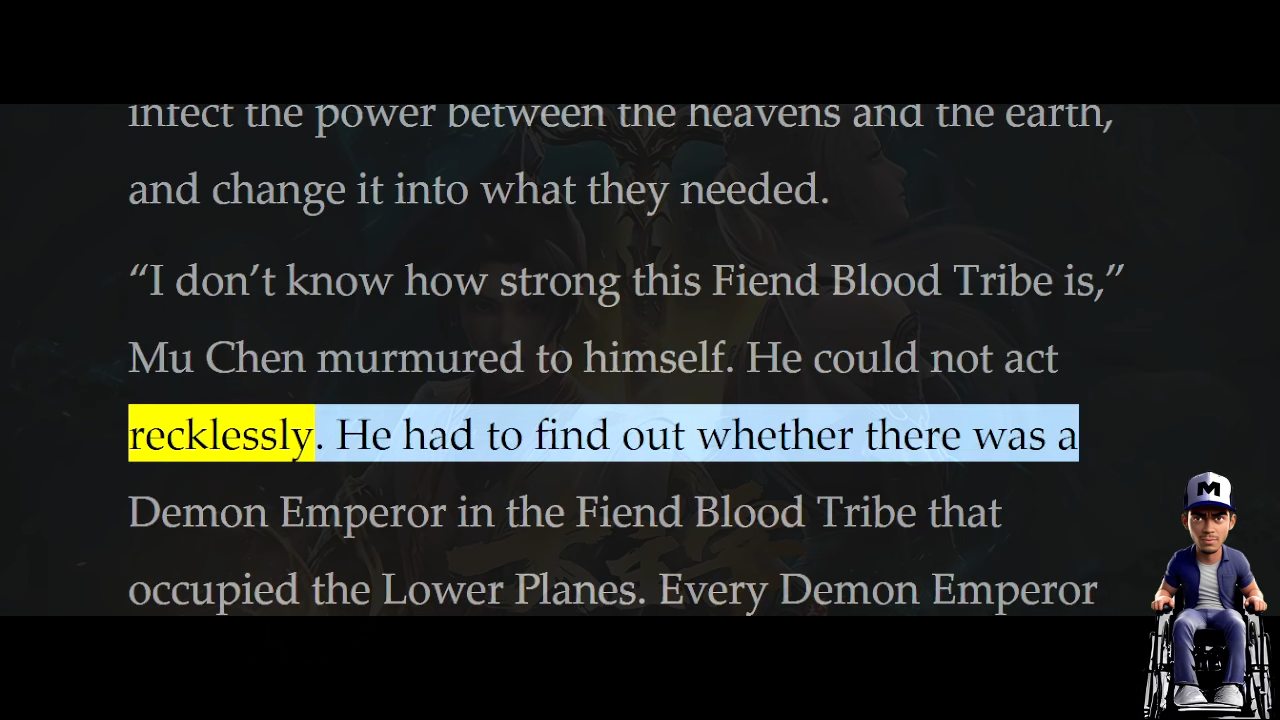 infect the power between the heavens and the earth,
and change it into what they needed.
“I don’t know how strong this Fiend Blood Tribe is,”
Mu Chen murmured to himself. He could not act
recklessly. He had to find out whether there was a
Demon Emperor in the Fiend Blood Tribe that
occupied the Lower Planes. Every Demon Emperor
M